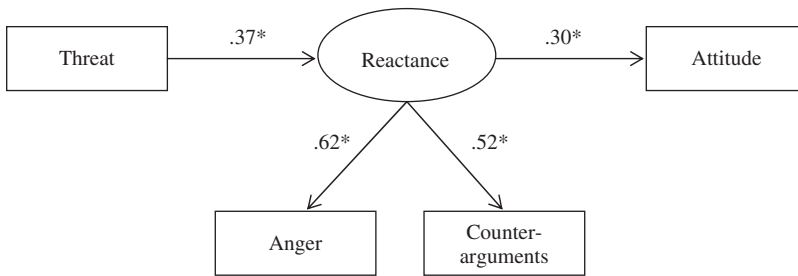 .37*
.30*
Threat
Reactance
Attitude
.62*
.52*
Anger
Counter-
arguments